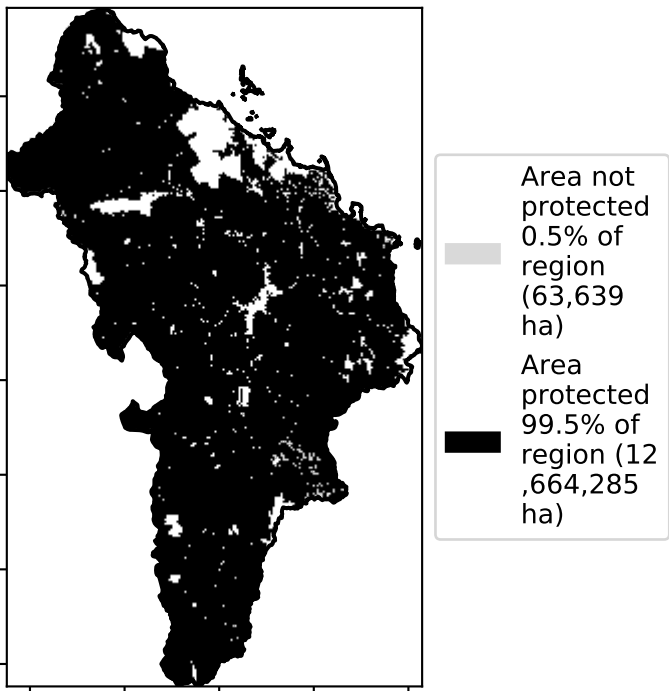 Area not
protected
0.5% of
region
(63,639
ha)
Area
protected
99.5% of
region (12
,664,285
ha)